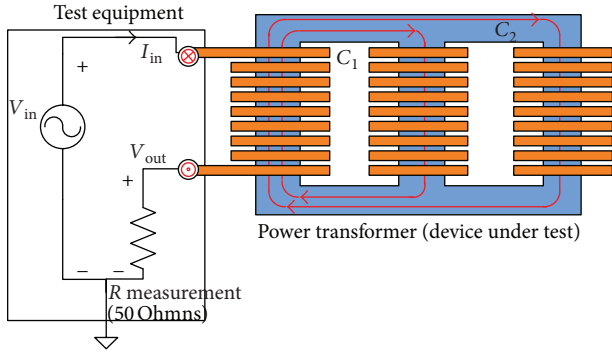 Test equipment
I_in
+
V_in
V_out
+
−
−
R measurement
(50 Ohmns)
C_1
C_2
Power transformer (device under test)